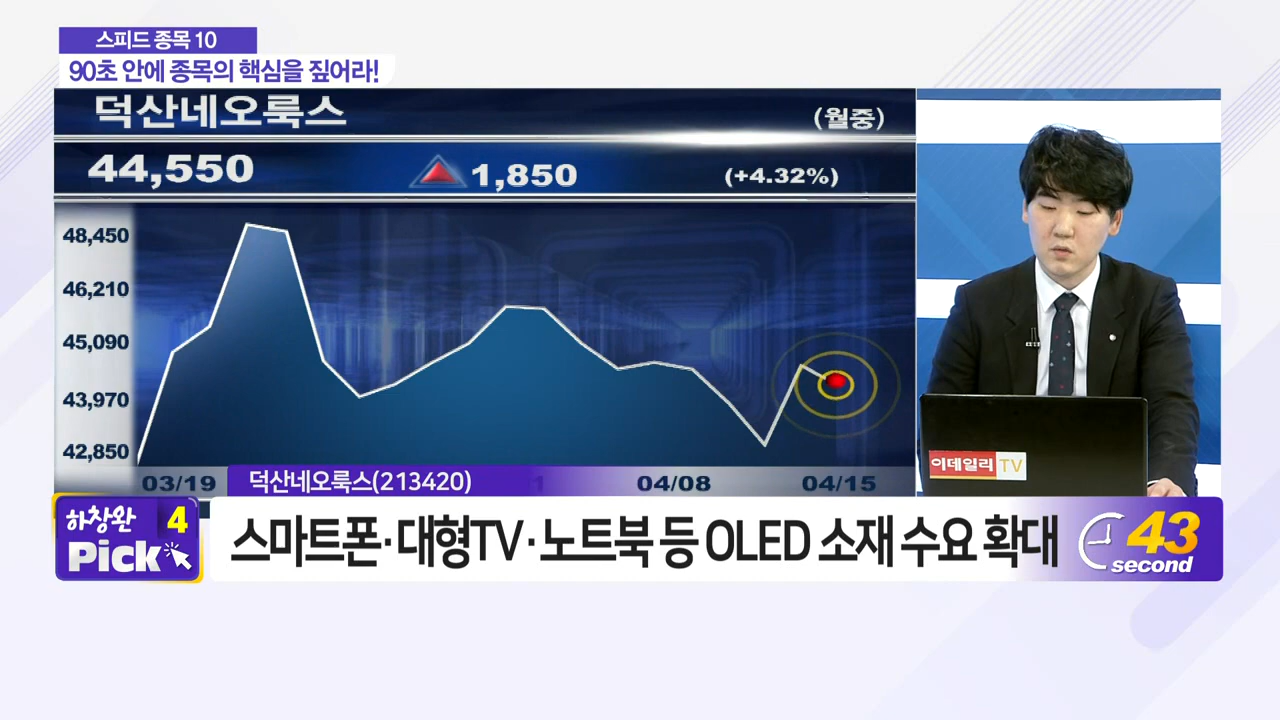 스피드 종목 10
90초 안에 종목의 핵심을 짚어라!
덕산네오룩스
(월중)
44,550
1,850
(+4.32%)
48,450
46,210
45,090
43,970
42,850
03/19
04/08
04/15
이데일리 TV
덕산네오룩스(213420)
하창완
4
Pick
스마트폰·대형TV·노트북 등 OLED 소재 수요 확대
43
second